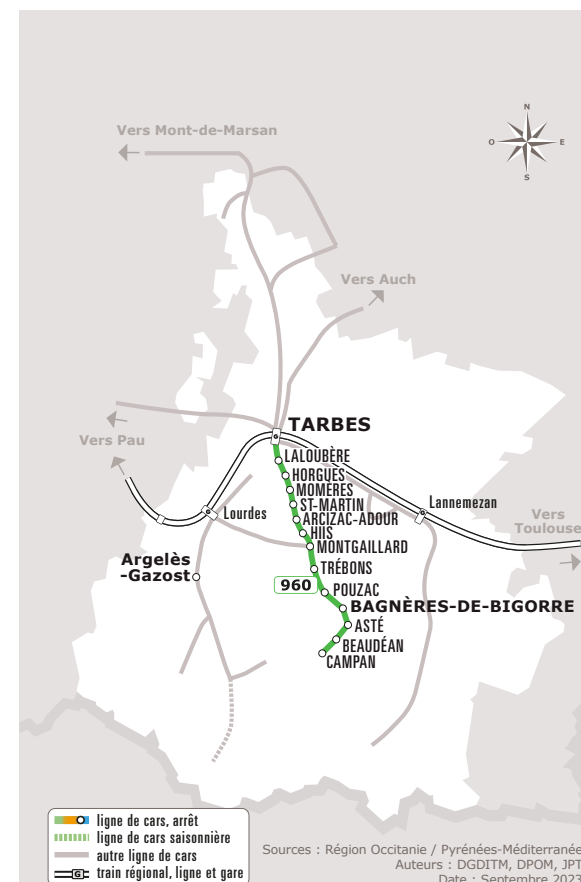 Vers Mont-de-Marsan
N
O
E
S
Vers Auch
TARBES
Vers Pau
LALOUBÈRE
HORGUES
MOMÈRES
ST-MARTIN
ARCIZAC-ADOUR
HIIS
MONTGAILLARD
Lourdes
Lannemezan
Vers
Toulouse
Argelès
-Gazost
TRÉBONS
960
POUZAC
BAGNÈRES-DE-BIGORRE
ASTÉ
BEAUDÉAN
CAMPAN
ligne de cars, arrêt
ligne de cars saisonnière
autre ligne de cars
G train régional, ligne et gare
Sources : Région Occitanie / Pyrénées-Méditerranée
Auteurs : DGDITM, DPOM, JPT
Date : Septembre 2023